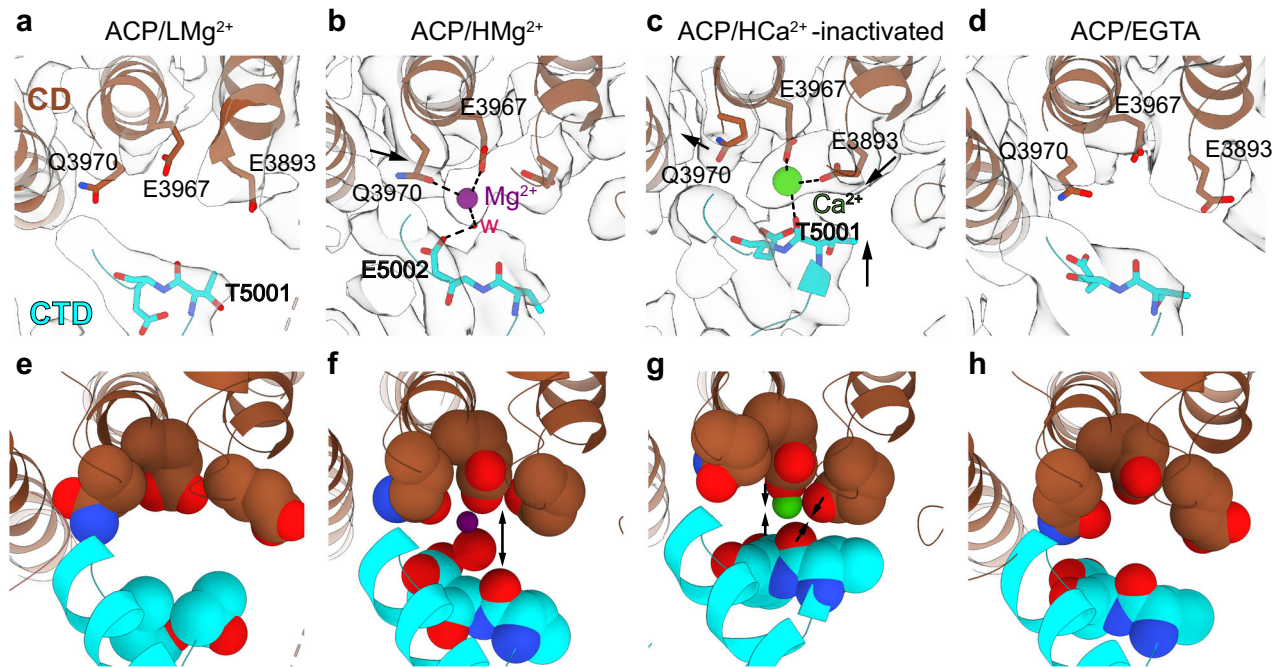 a ACP/LMg²⁺
b ACP/HMg²⁺
c ACP/HCa²⁺ -inactivated
d ACP/EGTA
CD
Q3970
E3967
E3893
CTD
T5001
E3967
Q3970
Mg²⁺
w
E5002
E3967
E3893
Q3970
Ca²⁺
T5001
E3967
Q3970
E3893
e
f
g
h